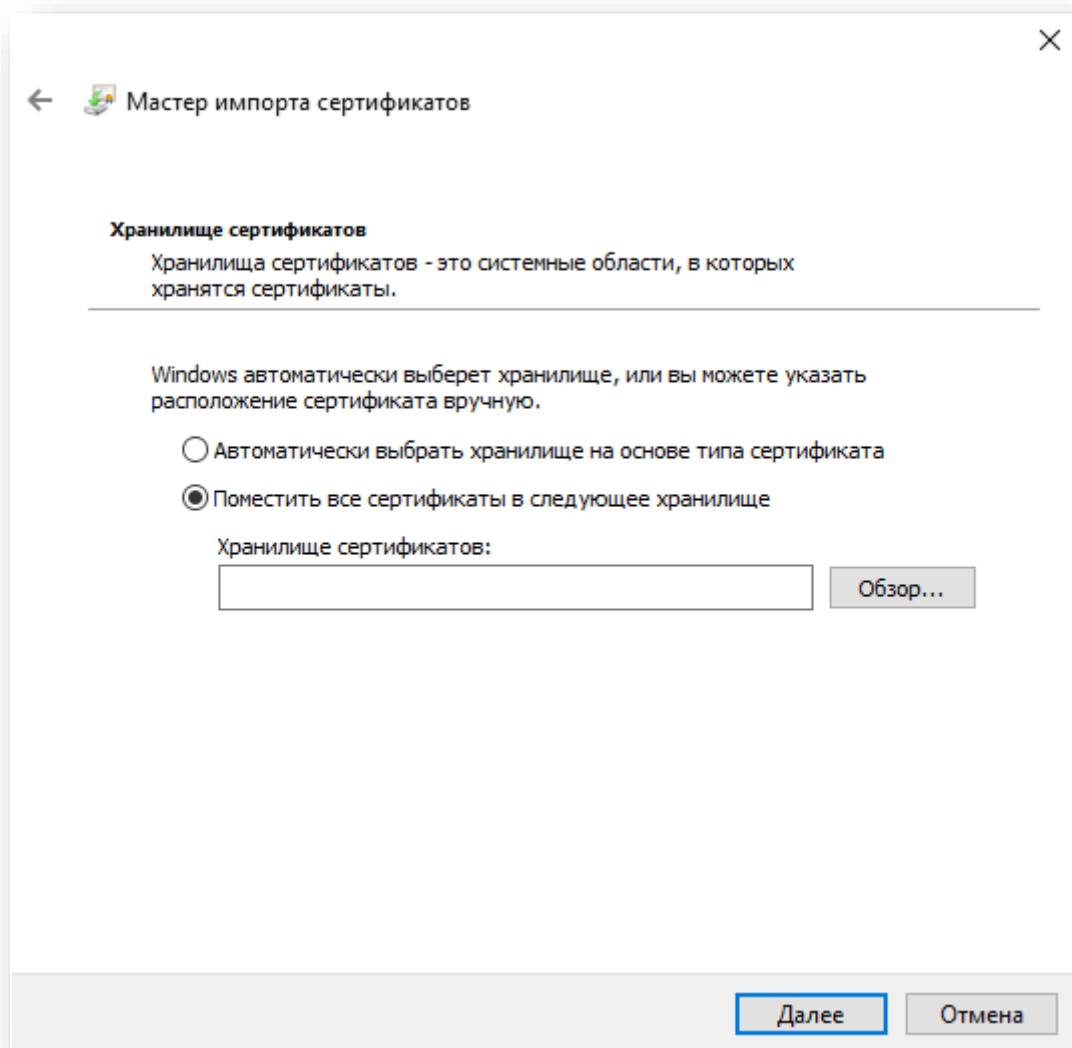 Мастер импорта сертификатов
Хранилище сертификатов
Хранилища сертификатов - это системные области, в которых
хранятся сертификаты.
Windows автоматически выберет хранилище, или вы можете указать
расположение сертификата вручную.
Автоматически выбрать хранилище на основе типа сертификата
Поместить все сертификаты в следующее хранилище
Хранилище сертификатов:
Обзор...
Далее
Отмена